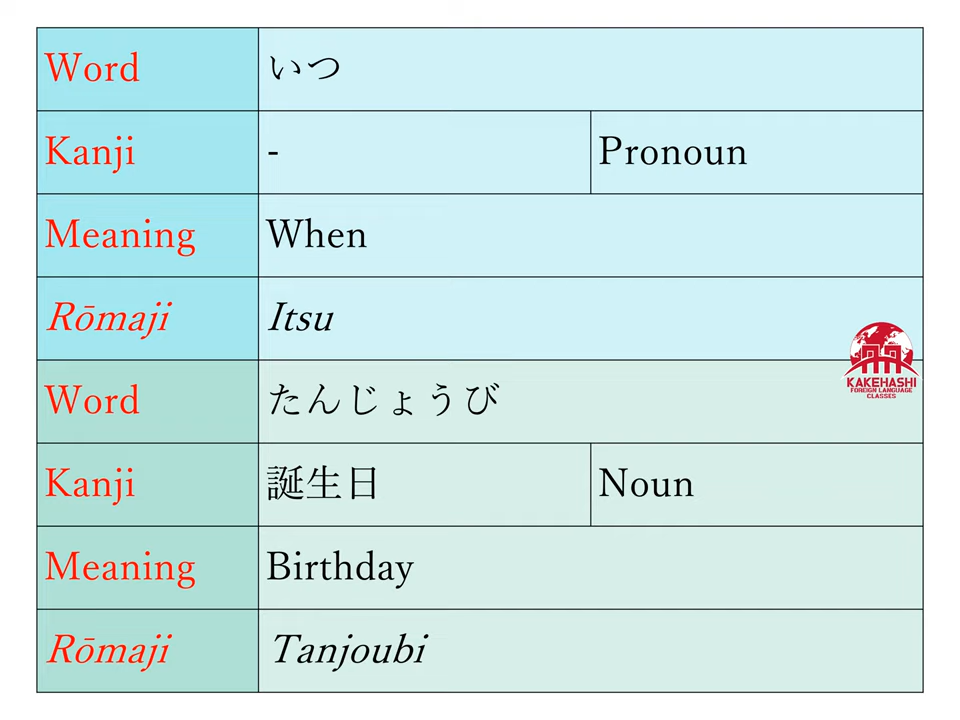 Word いつ
Kanji - Pronoun
Meaning When
Rōmaji Itsu
Word たんじょうび
Kanji 誕生日 Noun
Meaning Birthday
Rōmaji Tanjoubi
KAKEHASHI
FOREIGN LANGUAGE
CLASSES